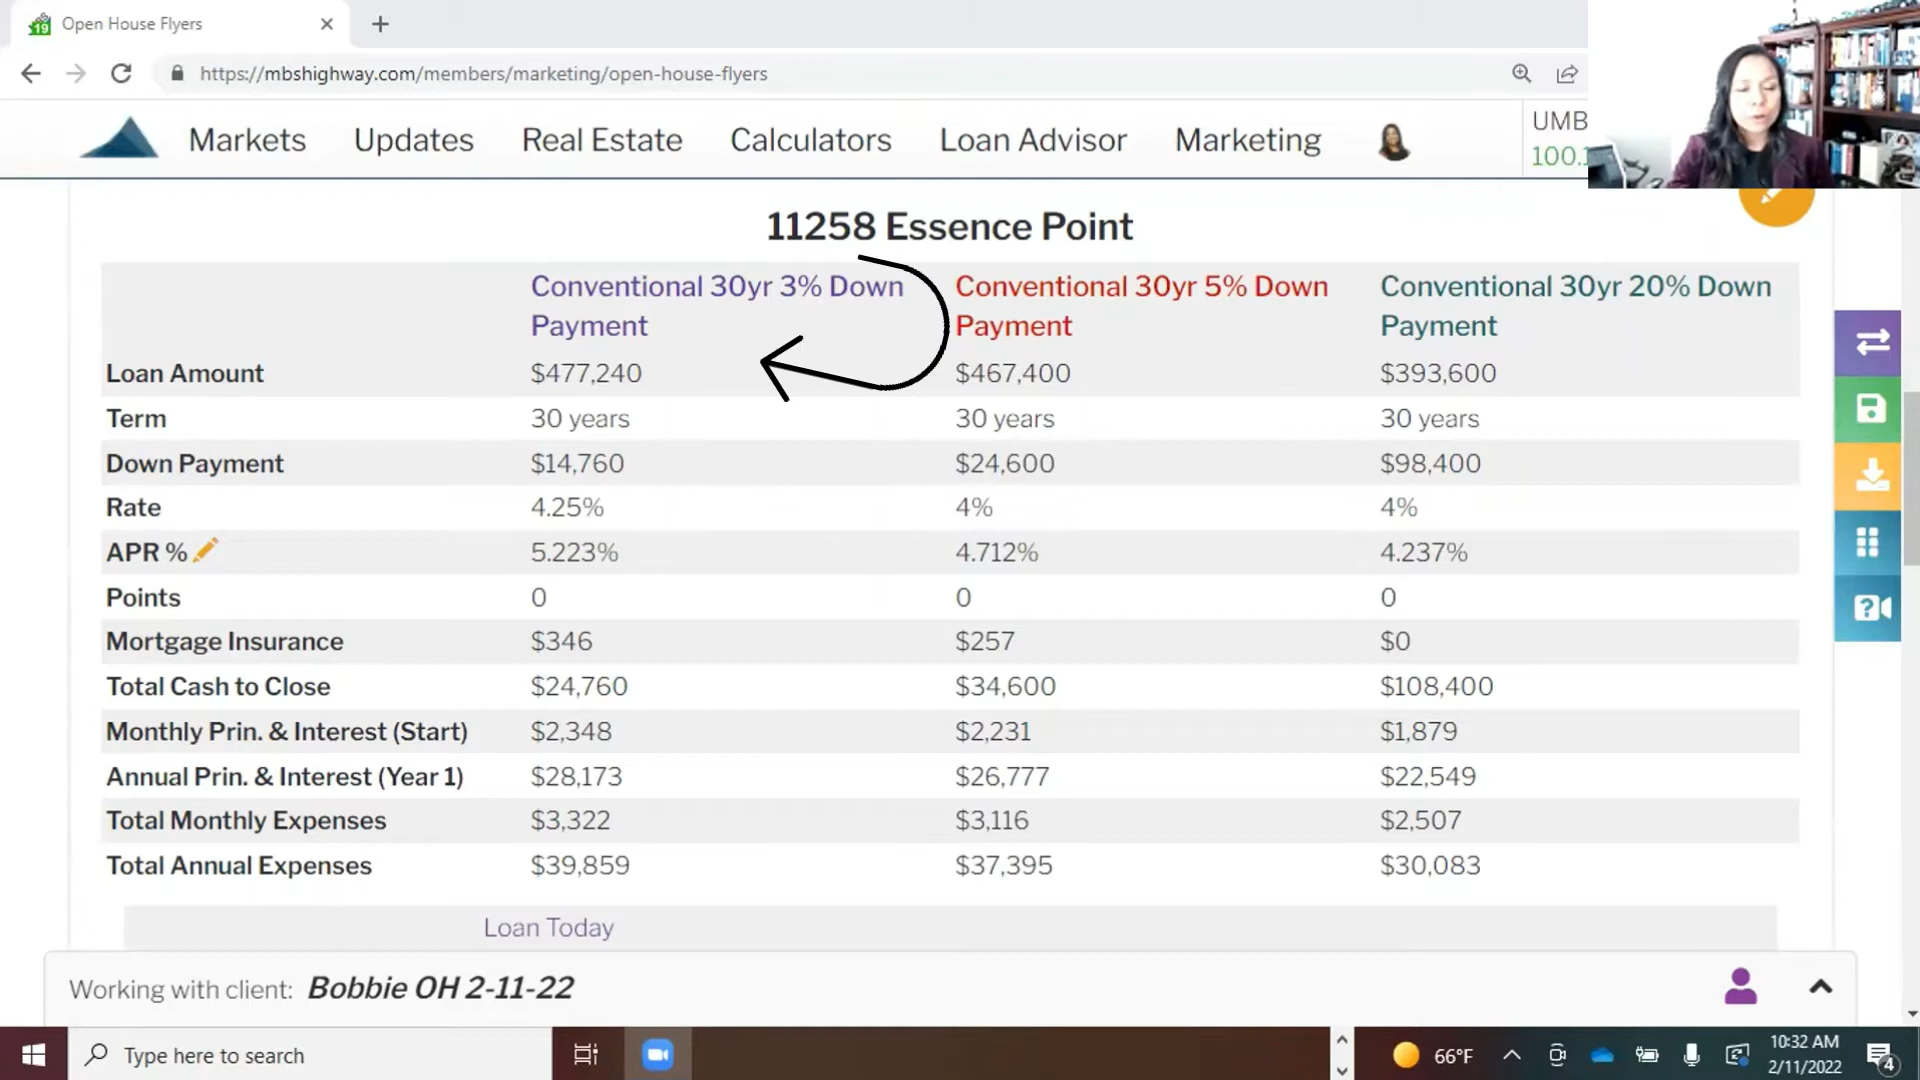 19 Open House Flyers
https://mbshighway.com/members/marketing/open-house-flyers
Markets Updates Real Estate Calculators Loan Advisor Marketing UMB
11258 Essence Point
Conventional 30yr 3% Down Payment Conventional 30yr 5% Down Payment Conventional 30yr 20% Down Payment
Loan Amount $477,240 $467,400 $393,600
Term 30 years 30 years 30 years
Down Payment $14,760 $24,600 $98,400
Rate 4.25% 4% 4%
APR % 5.223% 4.712% 4.237%
Points 0 0 0
Mortgage Insurance $346 $257 $0
Total Cash to Close $24,760 $34,600 $108,400
Monthly Prin. & Interest (Start) $2,348 $2,231 $1,879
Annual Prin. & Interest (Year 1) $28,173 $26,777 $22,549
Total Monthly Expenses $3,322 $3,116 $2,507
Total Annual Expenses $39,859 $37,395 $30,083
Loan Today
Working with client: Bobbie OH 2-11-22
Type here to search 66°F 10:32 AM
2/11/2022 4